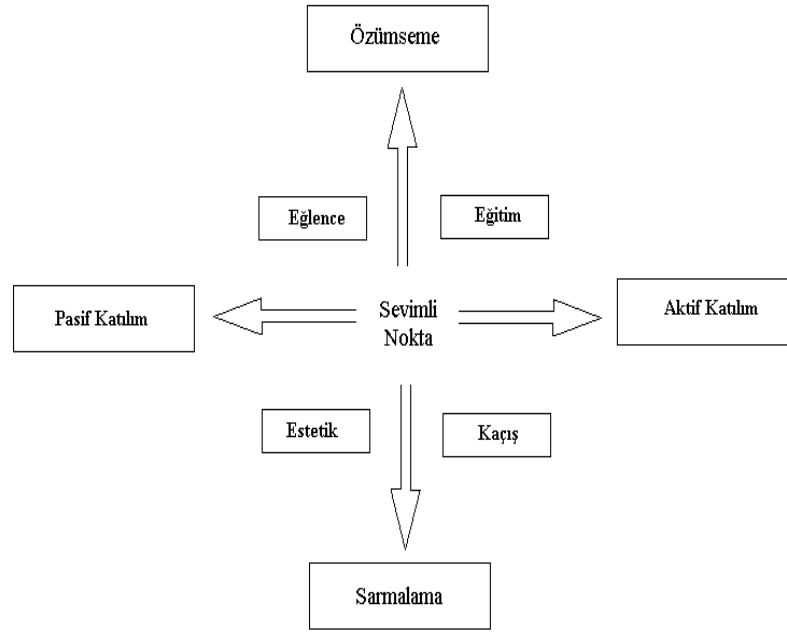 Özümseme
Eğlence
Eğitim
Pasif Katılım
Sevimli
Nokta
Aktif Katılım
Estetik
Kaçış
Sarmalama